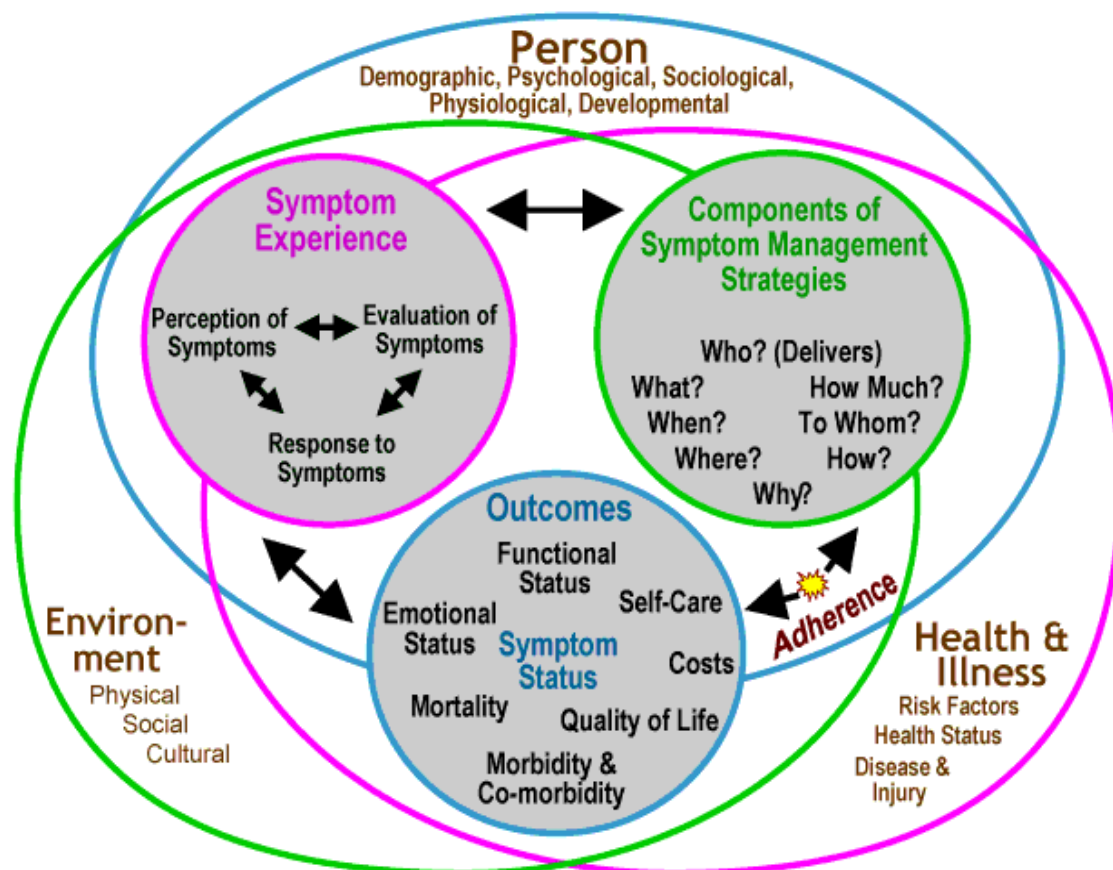 Person
Demographic, Psychological, Sociological,
Physiological, Developmental
Symptom
Experience
Perception of
Symptoms
Evaluation of
Symptoms
Response to
Symptoms
Components of
Symptom Management
Strategies
Who? (Delivers)
What?
How Much?
When?
To Whom?
Where?
How?
Why?
Outcomes
Functional
Status
Emotional
Status
Self-Care
Symptom
Status
Costs
Mortality
Quality of Life
Morbidity &
Co-morbidity
Adherence
Environ-
ment
Physical
Social
Cultural
Health &
Illness
Risk Factors
Health Status
Disease &
Injury